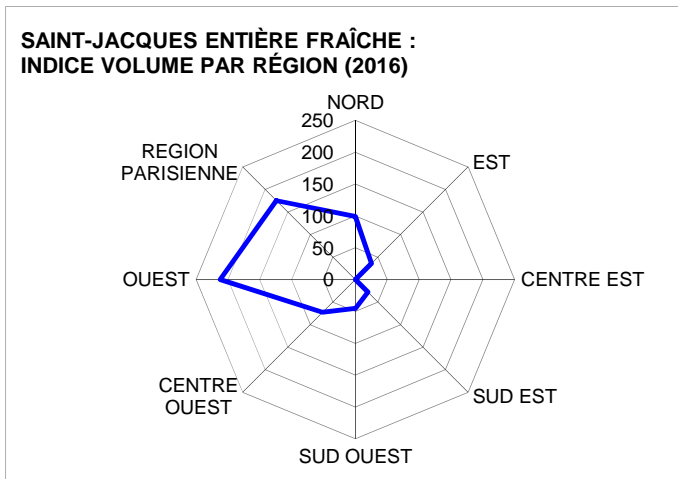 SAINT-JACQUES ENTIÈRE FRAÎCHE :
INDICE VOLUME PAR RÉGION (2016)
NORD
250
200
150
100
50
0
REGION
PARISIENNE
EST
OUEST
CENTRE EST
CENTRE
OUEST
SUD EST
SUD OUEST